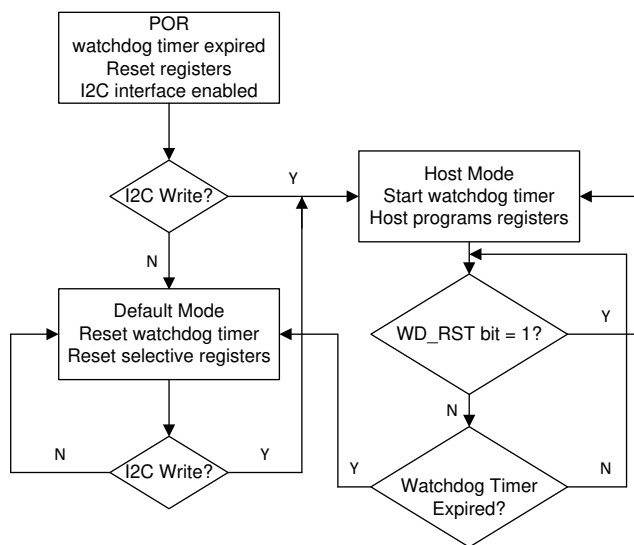 POR
watchdog timer expired
Reset registers
I2C interface enabled
I2C Write?
Y
N
Host Mode
Start watchdog timer
Host programs registers
Default Mode
Reset watchdog timer
Reset selective registers
WD_RST bit = 1?
Y
N
I2C Write?
N
Y
Watchdog Timer
Expired?
Y
N